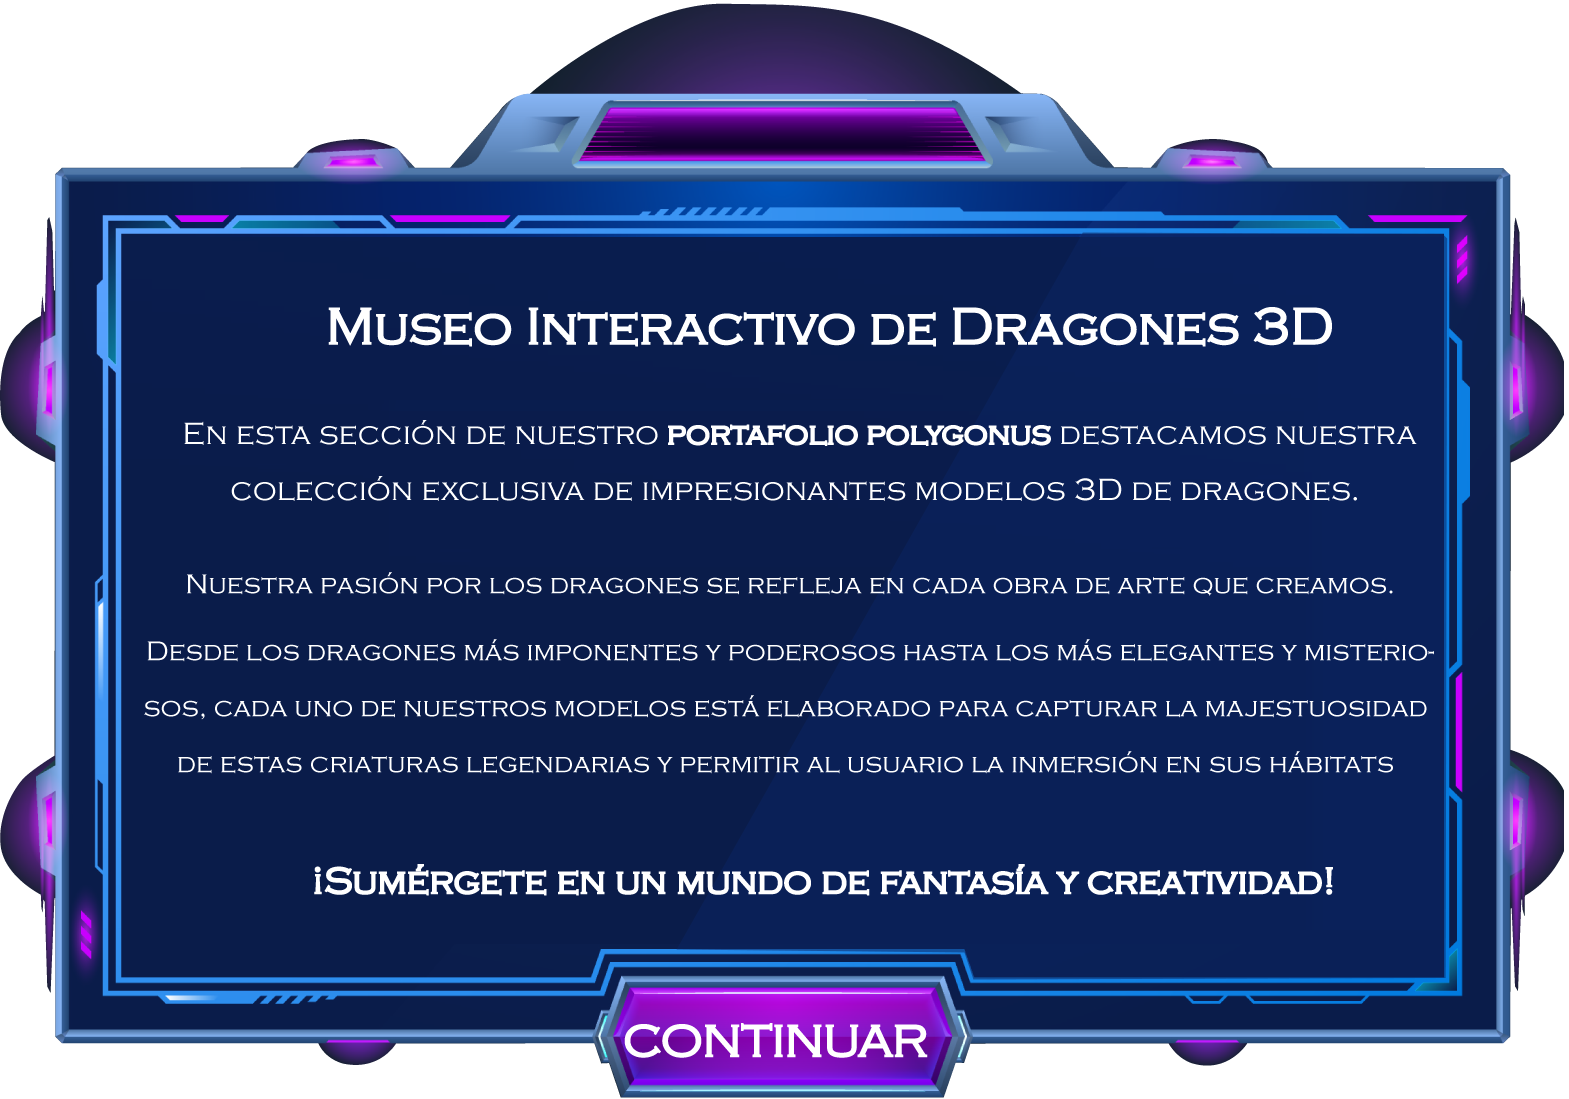 Museo Interactivo de Dragones 3D
En esta sección de nuestro portafolio polygonus destacamos nuestra
colección exclusiva de impresionantes modelos 3D de dragones.
Nuestra pasión por los dragones se refleja en cada obra de arte que creamos.
Desde los dragones más imponentes y poderosos hasta los más elegantes y misterio-
sos, cada uno de nuestros modelos está elaborado para capturar la majestuosidad
de estas criaturas legendarias y permitir al usuario la inmersión en sus hábitats
¡Sumérgete en un mundo de fantasía y creatividad!
CONTINUAR